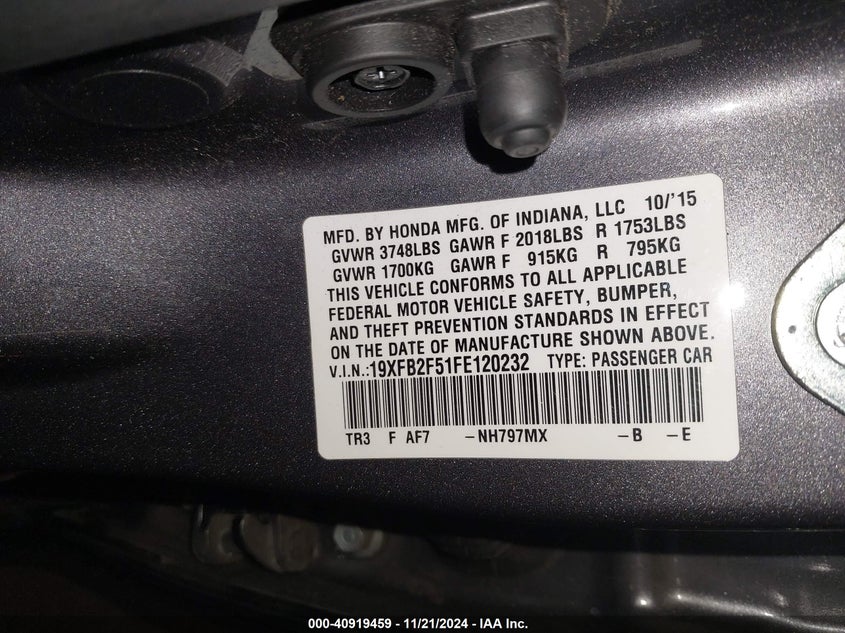 MFD. BY HONDA MFG. OF INDIANA, LLC 10/'15
GVWR 3748LBS GAWR F 2018LBS R 1753LBS
GVWR 1700KG GAWR F 915KG R 795KG
THIS VEHICLE CONFORMS TO ALL APPLICABLE
FEDERAL MOTOR VEHICLE SAFETY, BUMPER,
AND THEFT PREVENTION STANDARDS IN EFFECT
ON THE DATE OF MANUFACTURE SHOWN ABOVE.
V.I.N.:19XFB2F51FE120232 TYPE: PASSENGER CAR
TR3 F AF7 -NH797MX -B -E
000-40919459 - 11/21/2024 - IAA Inc.